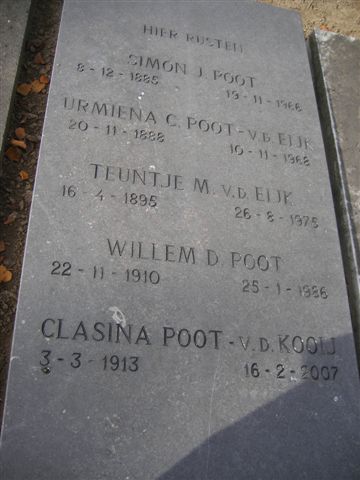 HIER RUSTEN
SIMON J. POOT
8-12-1885 19-11-1966
URMIENA C. POOT-V.D. EIJK
20-11-1888 10-11-1968
TEUNTJE M. V.D. EIJK
16-4-1895 26-8-1975
WILLEM D. POOT
22-11-1910 25-1-1986
CLASINA POOT-V.D. KOOIJ
3-3-1913 16-2-2007